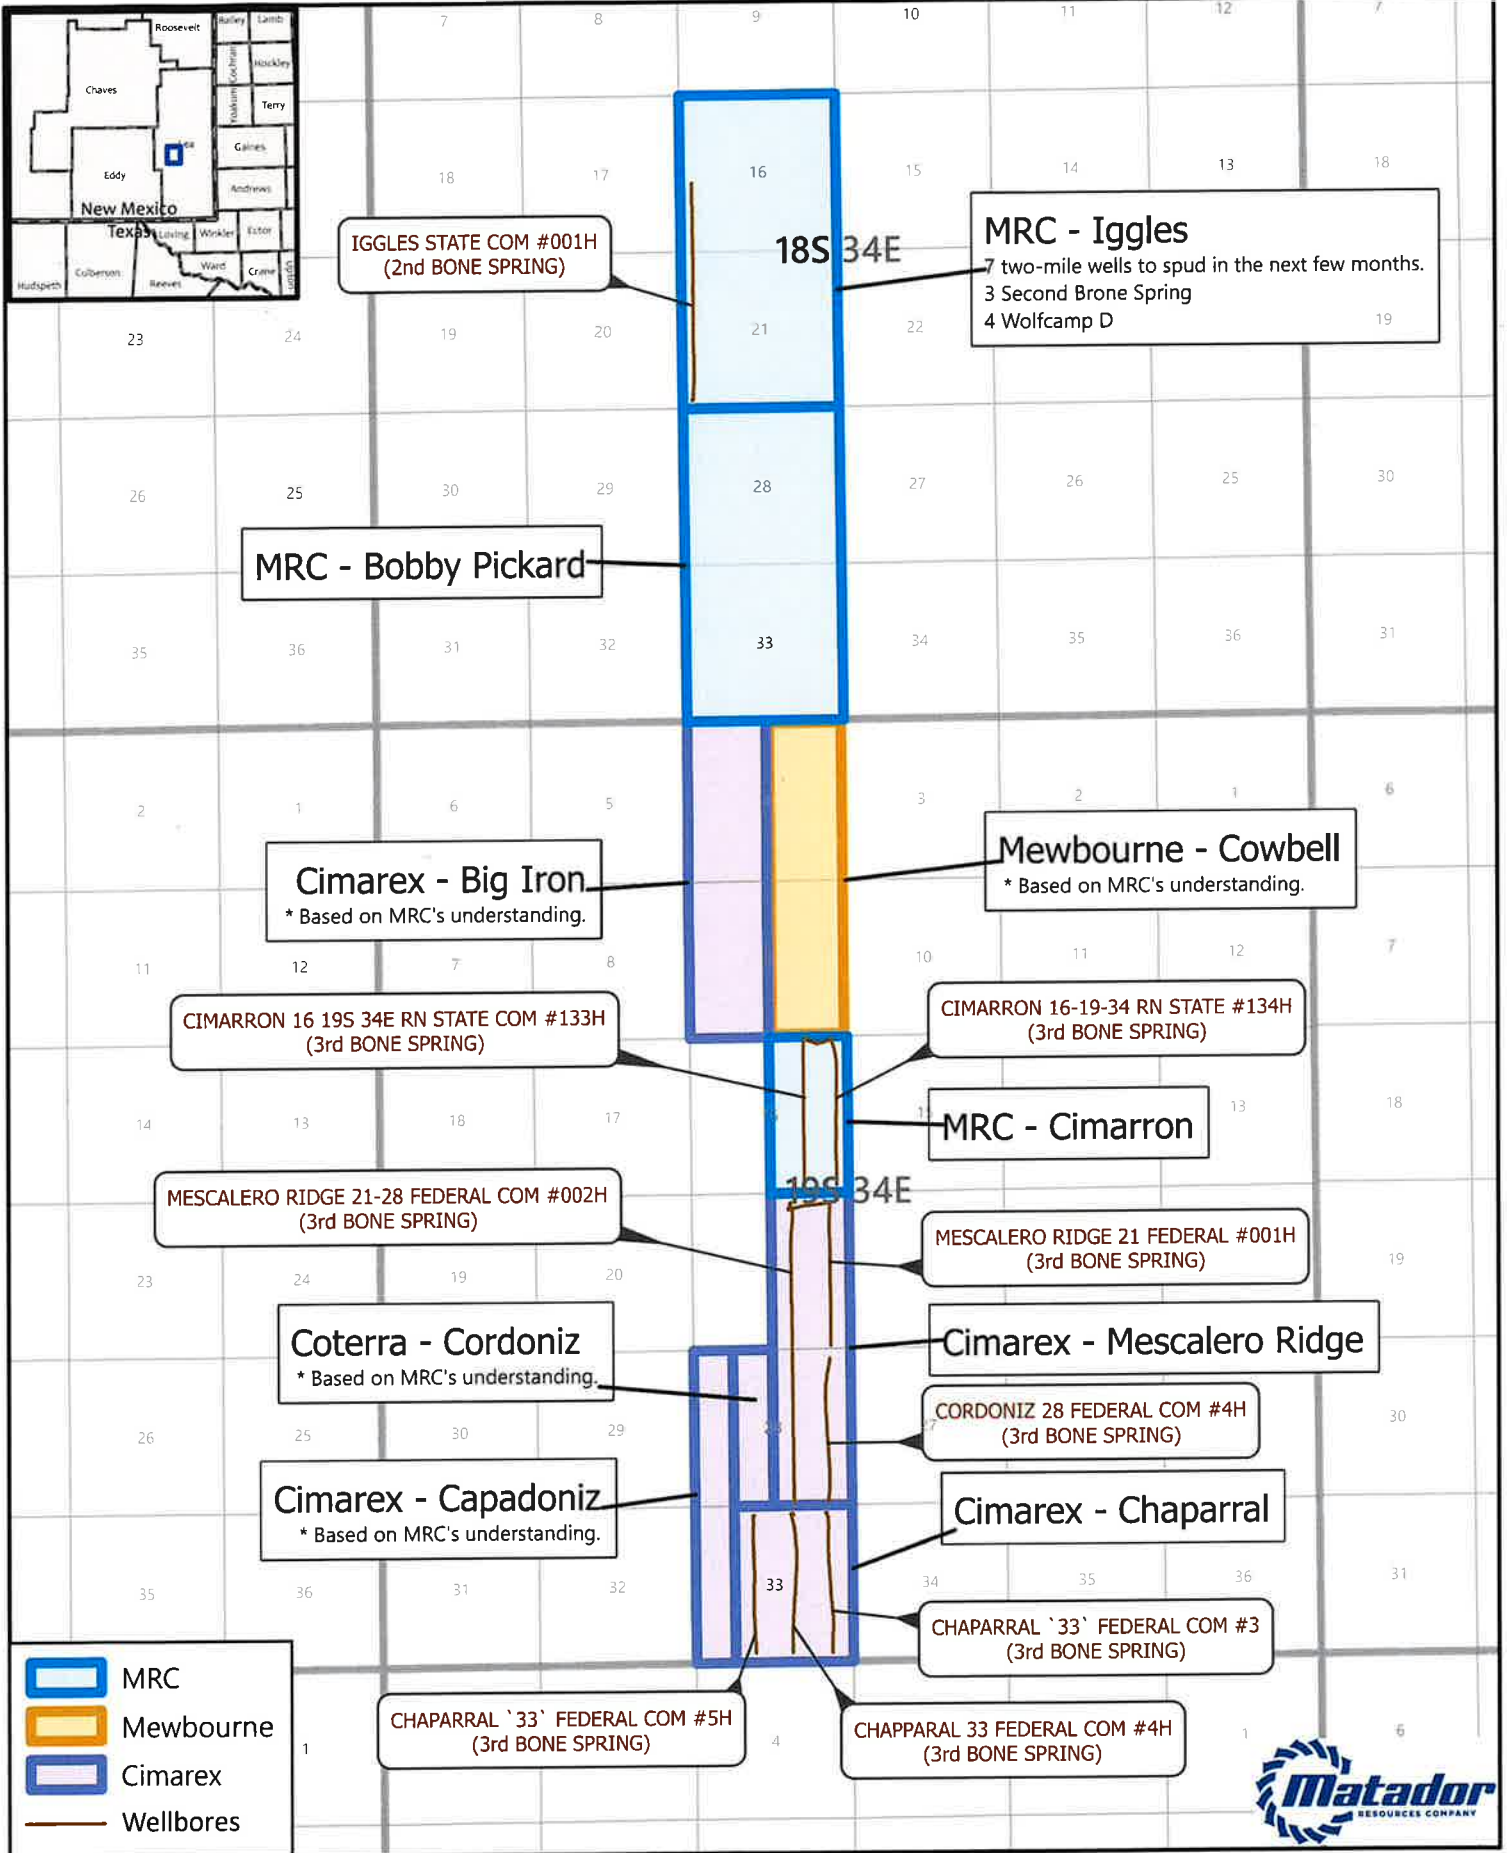 7 8 9 10 11 12 7
Roosevelt
Bailey
Lamb
Cochran
Hockley
Chaves
Yoakum
Terry
Lea
Gaines
Eddy
Andrews
New Mexico
Texas
Loving
Winkler
Ector
Ward
Crane
Upton
Hudspeth
Culberson
Reeves
18 17 16 15 14 13 18
IGGLES STATE COM #001H
(2nd BONE SPRING)
18S 34E
MRC - Iggles
7 two-mile wells to spud in the next few months.
3 Second Brone Spring
4 Wolfcamp D
23 24 19 20 21 22 19
26 25 30 29 28 27 26 25 30
MRC - Bobby Pickard
35 36 31 32 33 34 35 36 31
2 1 6 5 3 2 1 6
Cimarex - Big Iron
* Based on MRC's understanding.
Mewbourne - Cowbell
* Based on MRC's understanding.
11 12 7 8 10 11 12 7
CIMARRON 16 19S 34E RN STATE COM #133H
(3rd BONE SPRING)
CIMARRON 16-19-34 RN STATE #134H
(3rd BONE SPRING)
14 13 18 17 13 18
MRC - Cimarron
MESCALERO RIDGE 21-28 FEDERAL COM #002H
(3rd BONE SPRING)
19S 34E
MESCALERO RIDGE 21 FEDERAL #001H
(3rd BONE SPRING)
23 24 19 20 19
Coterra - Cordoniz
* Based on MRC's understanding.
Cimarex - Mescalero Ridge
CORDONIZ 28 FEDERAL COM #4H
(3rd BONE SPRING)
26 25 30 29 28 27 30
Cimarex - Capadoniz
* Based on MRC's understanding.
Cimarex - Chaparral
35 36 31 32 33 34 35 36 31
CHAPARRAL `33` FEDERAL COM #3
(3rd BONE SPRING)
CHAPARRAL `33` FEDERAL COM #5H
(3rd BONE SPRING)
CHAPPARAL 33 FEDERAL COM #4H
(3rd BONE SPRING)
1 4 1 6
MRC
Mewbourne
Cimarex
Wellbores
Matador
RESOURCES COMPANY